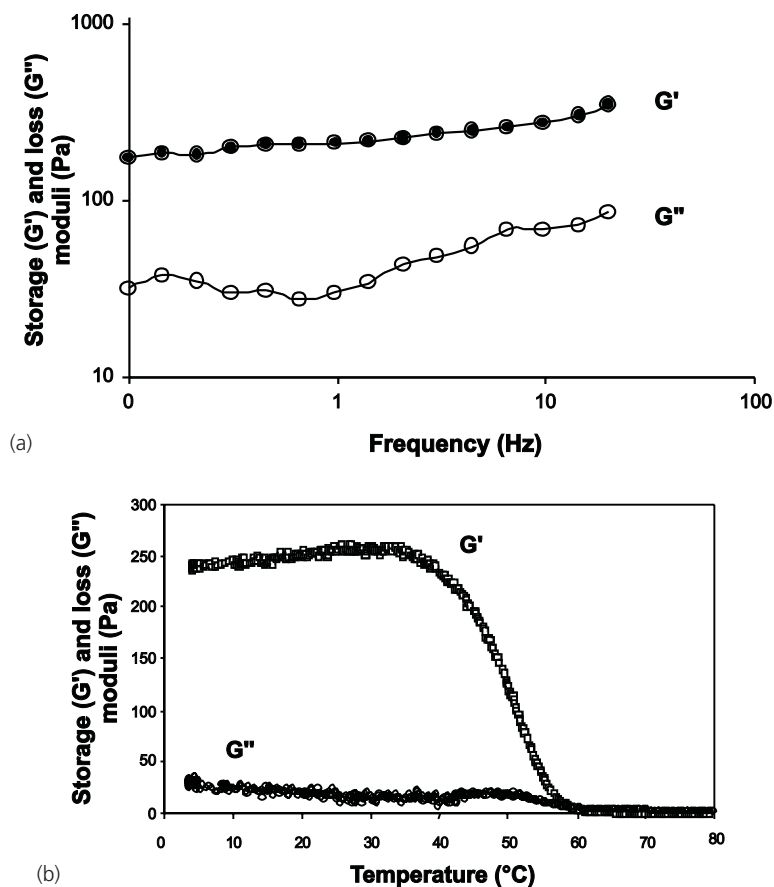 1000
Storage (G') and loss (G")
moduli (Pa)
G'
100
G"
10
0 1 10 100
Frequency (Hz)
(a)
300
Storage (G') and loss (G")
moduli (Pa)
G'
250
200
150
100
G"
50
0
0 10 20 30 40 50 60 70 80
Temperature (°C)
(b)